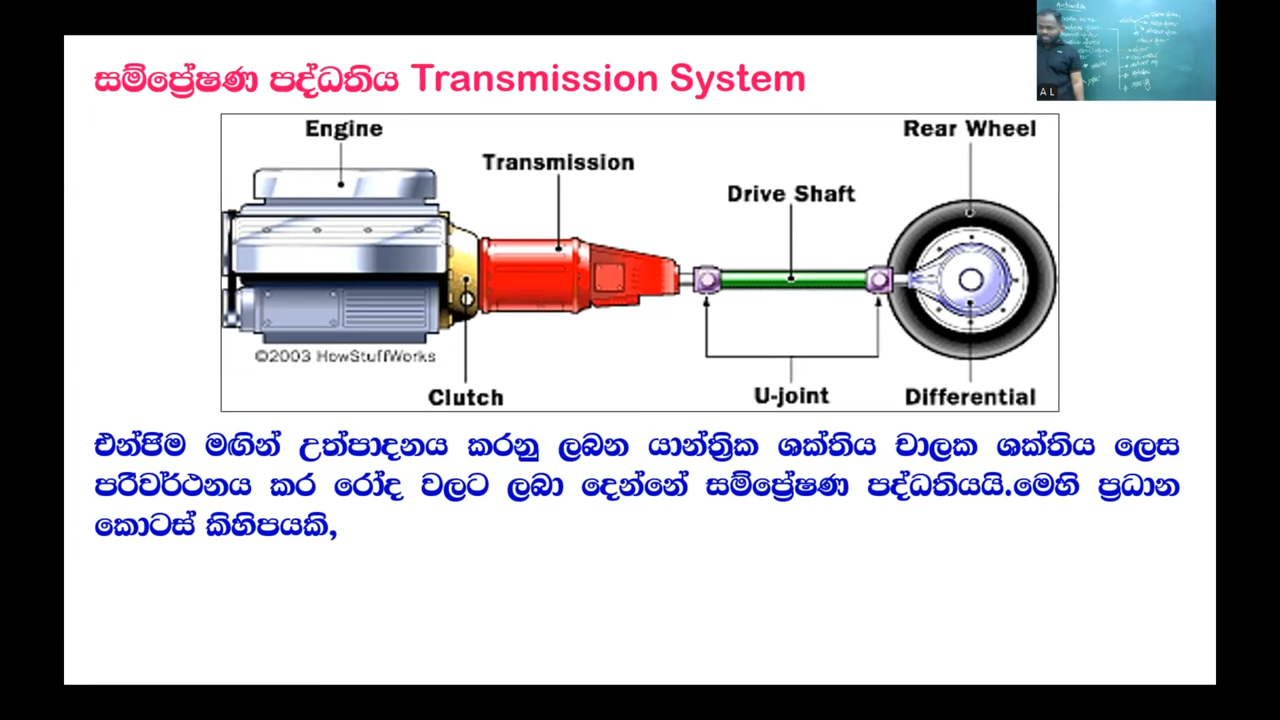 සම්ප්‍රේෂණ පද්ධතිය Transmission System
Engine
Rear Wheel
Transmission
Drive Shaft
©2003 HowStuffWorks
Clutch
U-joint
Differential
එන්ජිම මඟින් උත්පාදනය කරනු ලබන යාන්ත්‍රික ශක්තිය චාලක ශක්තිය ලෙස
පරිවර්ථනය කර රෝද වලට ලබා දෙන්නේ සම්ප්‍රේෂණ පද්ධතියයි.මෙහි ප්‍රධාන
කොටස් කිහිපයකි,
A L